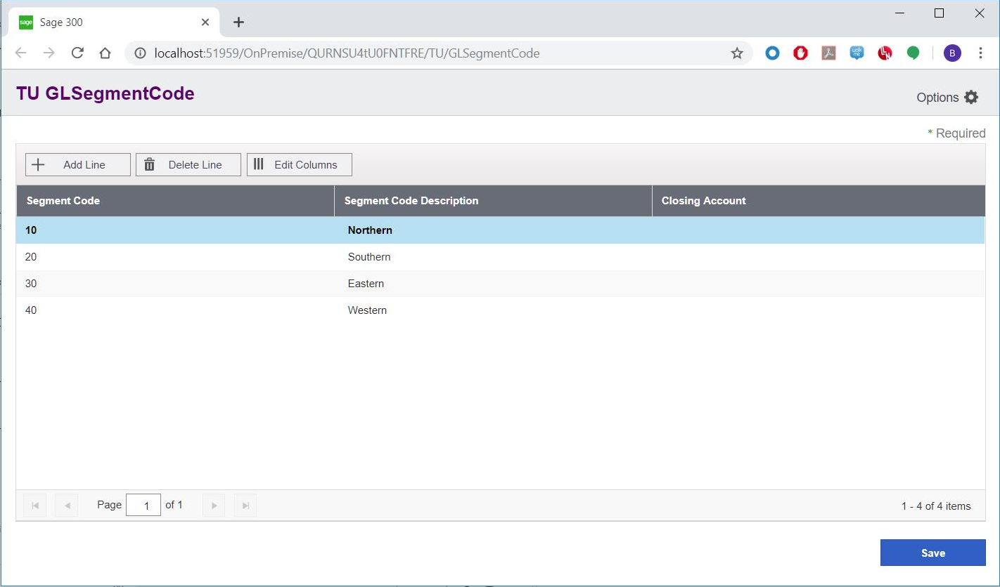 sage Sage 300
localhost:51959/OnPremise/QURNSU4tU0FNTFRE/TU/GLSegmentCode B
TU GLSegmentCode
Options
* Required
Add Line Delete Line Edit Columns
Segment Code Segment Code Description Closing Account
10 Northern
20 Southern
30 Eastern
40 Western
Page 1 of 1 1 - 4 of 4 items
Save